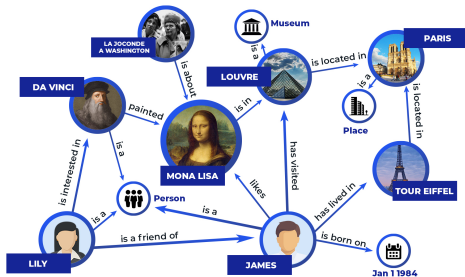 Museum
PARIS
LA JOCONDE
A WASHINGTON
is a
is located in
LOUVRE
is a
DA VINCI
is about
is in
painted
Place
is located in
MONA LISA
is interested in
is a
has visited
TOUR EIFFEL
Person
likes
has lived in
is a
is a
is a friend of
is born on
LILY
JAMES
Jan 1 1984